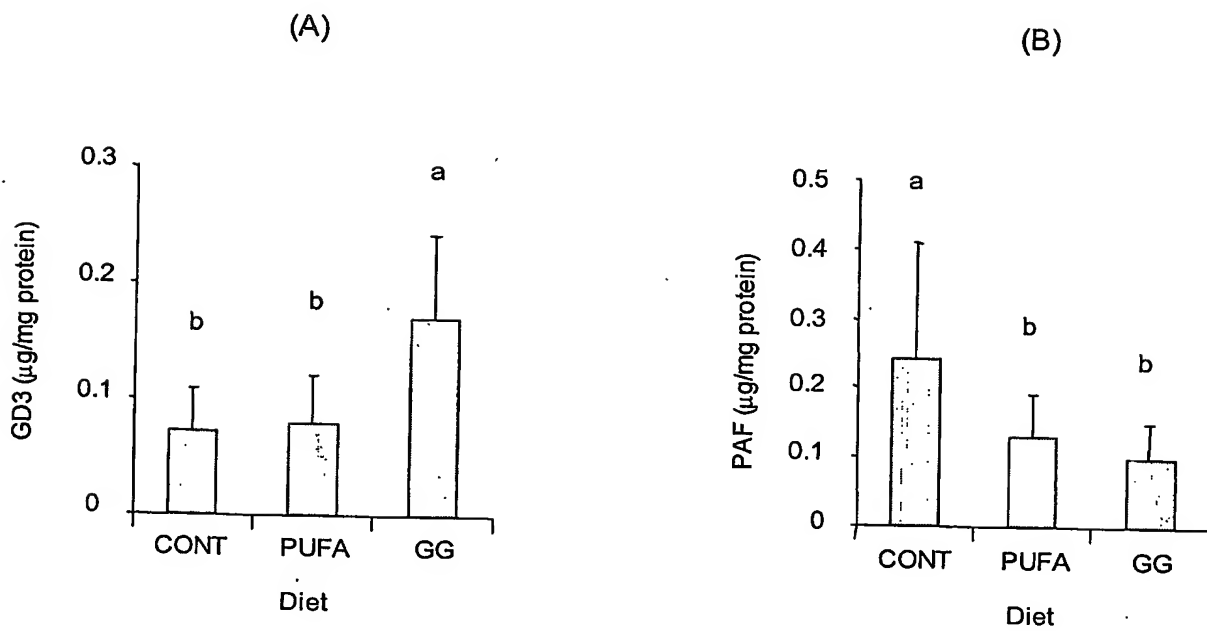 (A)
0.3
0.2
0.1
0
GD3 (μg/mg protein)
b
b
a
CONT PUFA GG
Diet
(B)
0.5
0.4
0.3
0.2
0.1
0
PAF (μg/mg protein)
a
b
b
CONT PUFA GG
Diet